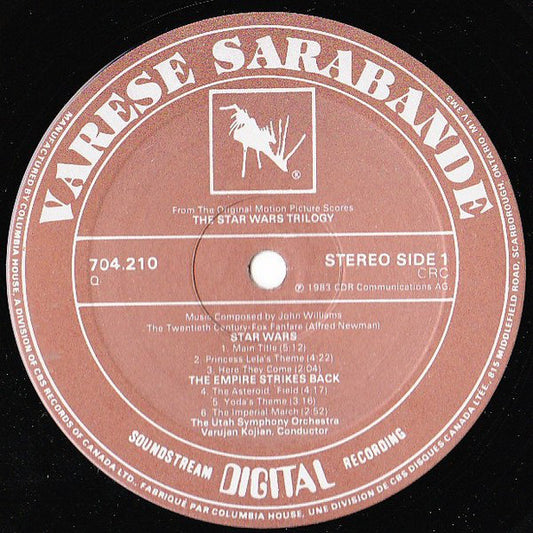 VARESE SARABANDE
®
From The Original Motion Picture Scores
THE STAR WARS TRILOGY
704.210
Q
STEREO SIDE 1
CRC
℗ 1983 CDR Communications AG.
Music Composed by John Williams
The Twentieth Century-Fox Fanfare (Alfred Newman)
STAR WARS
1. Main Title (5:12)
2. Princess Leia's Theme (4:22)
3. Here They Come (2:04)
THE EMPIRE STRIKES BACK
4. The Asteroid Field (4:17)
5. Yoda's Theme (3:16)
6. The Imperial March (2:52)
The Utah Symphony Orchestra
Varujan Kojian, Conductor
SOUNDSTREAM DIGITAL RECORDING
MANUFACTURED BY COLUMBIA HOUSE, A DIVISION OF CBS RECORDS OF CANADA LTD., FABRIQUÉ PAR COLUMBIA HOUSE, UNE DIVISION DE CBS DISQUES CANADA LTÉE. 815 MIDDLEFIELD ROAD, SCARBOROUGH, ONTARIO, M1V 3M3